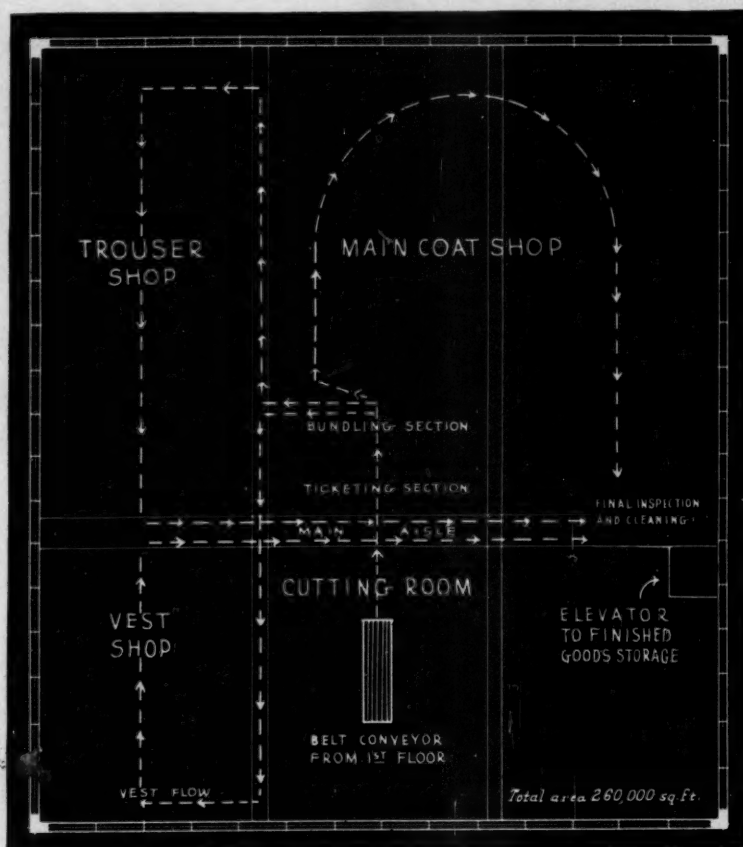 TROUSER
SHOP
MAIN COAT SHOP
BUNDLING SECTION
TICKETING SECTION
FINAL INSPECTION
AND CLEANING
MAIN AISLE
CUTTING ROOM
VEST
SHOP
ELEVATOR
TO FINISHED
GOODS STORAGE
BELT CONVEYOR
FROM 1ST FLOOR
VEST FLOW
Total area 260,000 sq.ft.